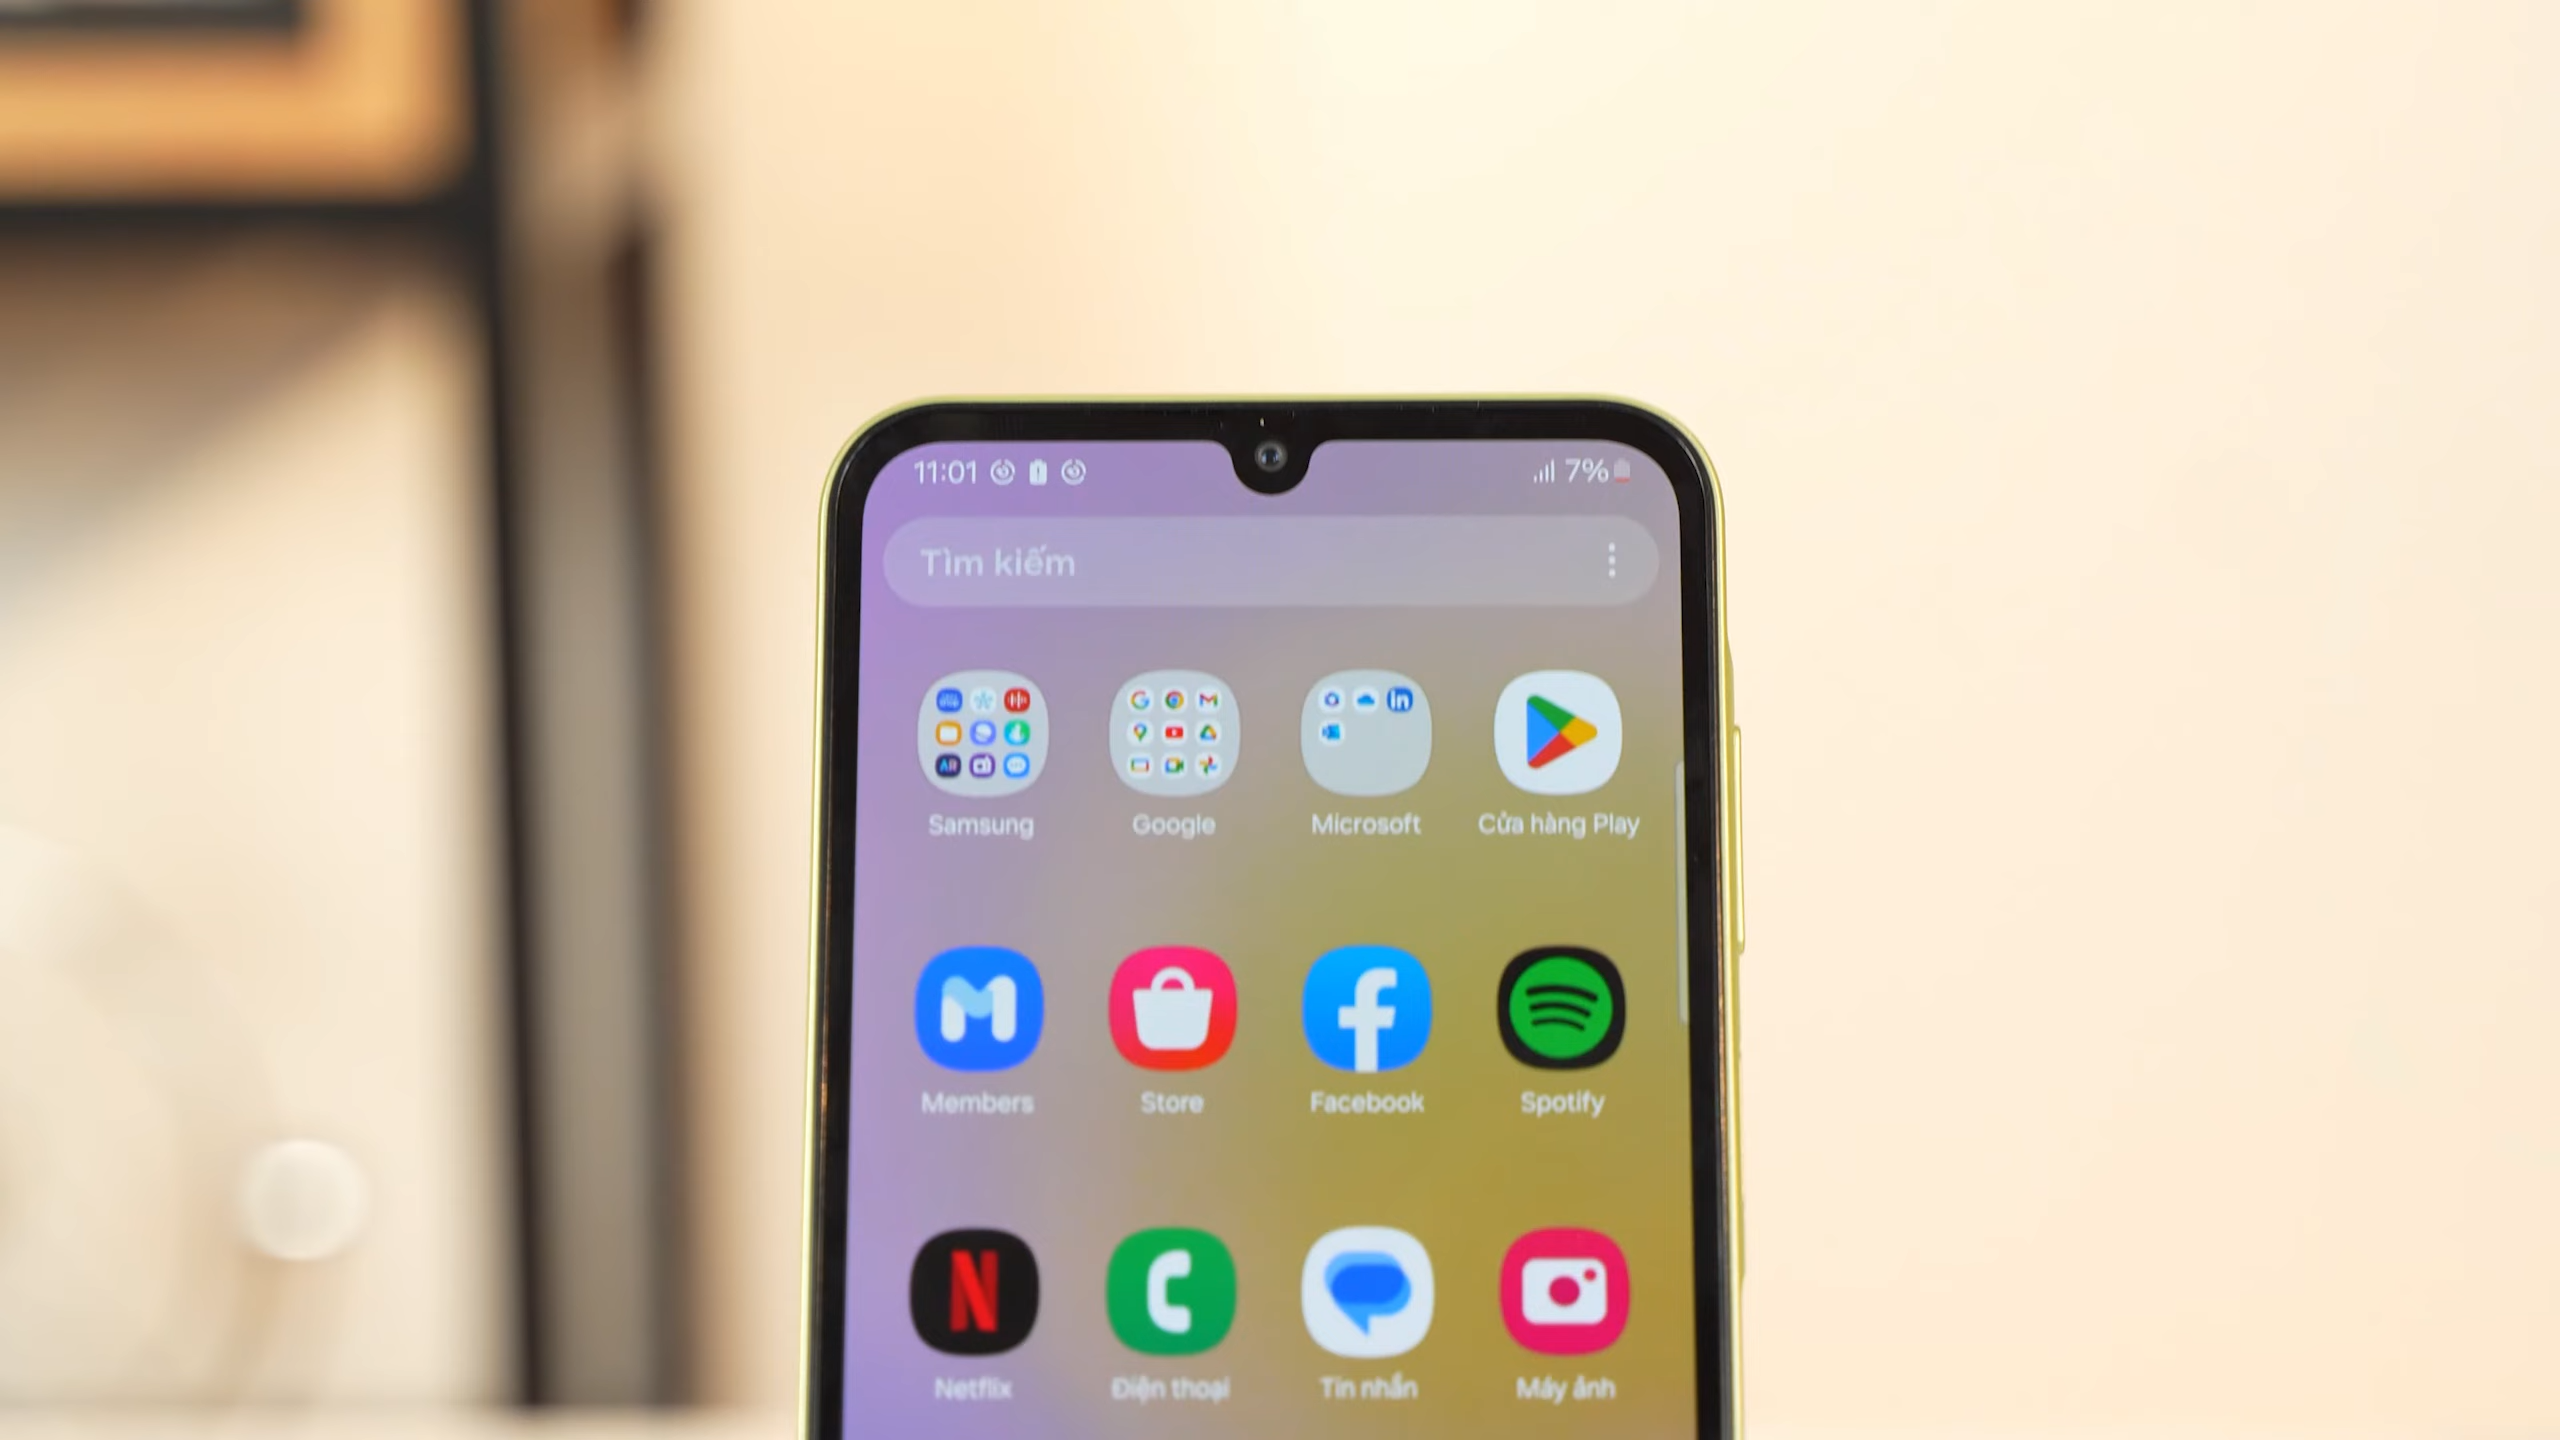 11:01 7%
Tìm kiếm
Samsung Google Microsoft Cửa hàng Play
Members Store Facebook Spotify
Netflix Điện thoại Tin nhắn Máy ảnh